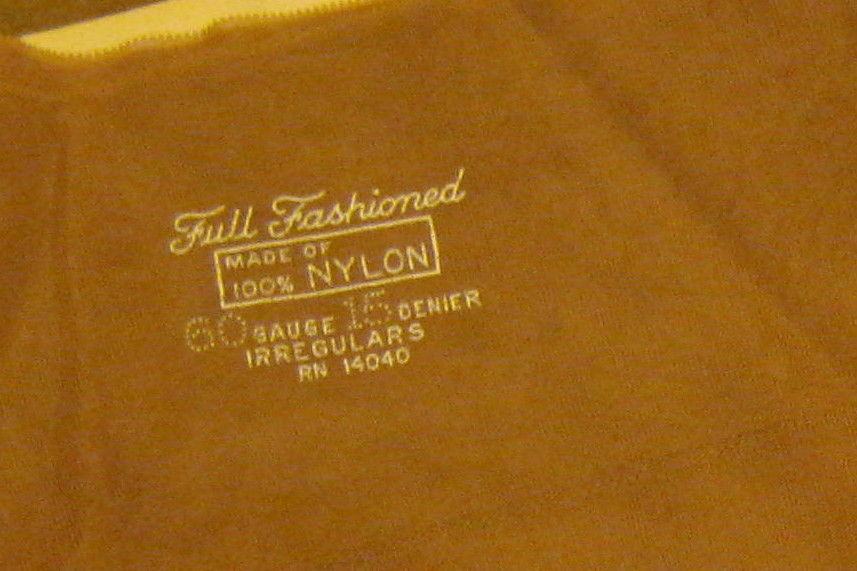 Full Fashioned
MADE OF
100% NYLON
60 GAUGE 15 DENIER
IRREGULARS
RN 14040